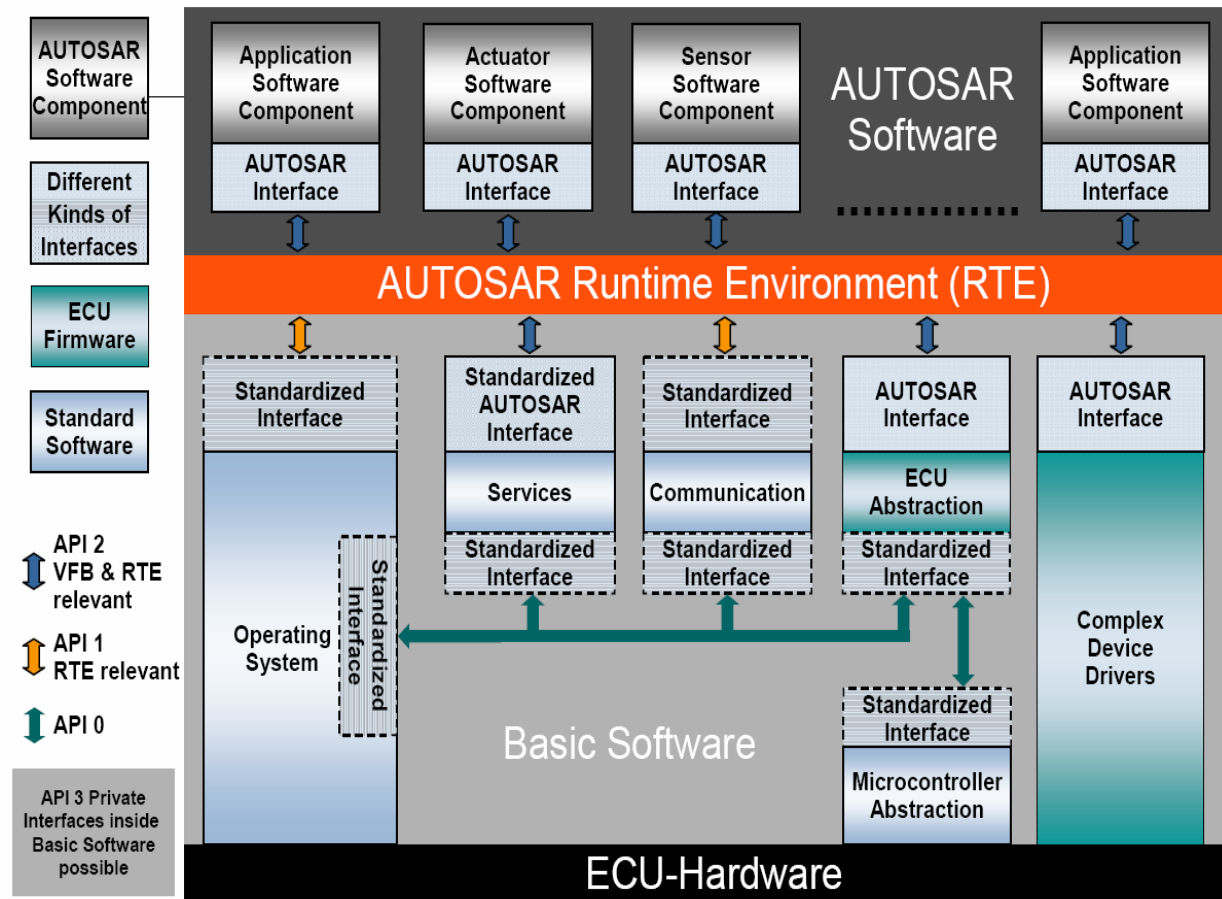 AUTOSAR
Software
Component
Different
Kinds of
Interfaces
ECU
Firmware
Standard
Software
API 2
VFB & RTE
relevant
API 1
RTE relevant
API 0
API 3 Private
Interfaces inside
Basic Software
possible
Application
Software
Component
AUTOSAR
Interface
Actuator
Software
Component
AUTOSAR
Interface
Sensor
Software
Component
AUTOSAR
Interface
AUTOSAR
Software
Application
Software
Component
AUTOSAR
Interface
AUTOSAR Runtime Environment (RTE)
Standardized
Interface
Operating
System
Standardized
Interface
Standardized
AUTOSAR
Interface
Services
Standardized
Interface
Standardized
Interface
Communication
Standardized
Interface
AUTOSAR
Interface
ECU
Abstraction
Standardized
Interface
Standardized
Interface
Microcontroller
Abstraction
AUTOSAR
Interface
Complex
Device
Drivers
Basic Software
ECU-Hardware